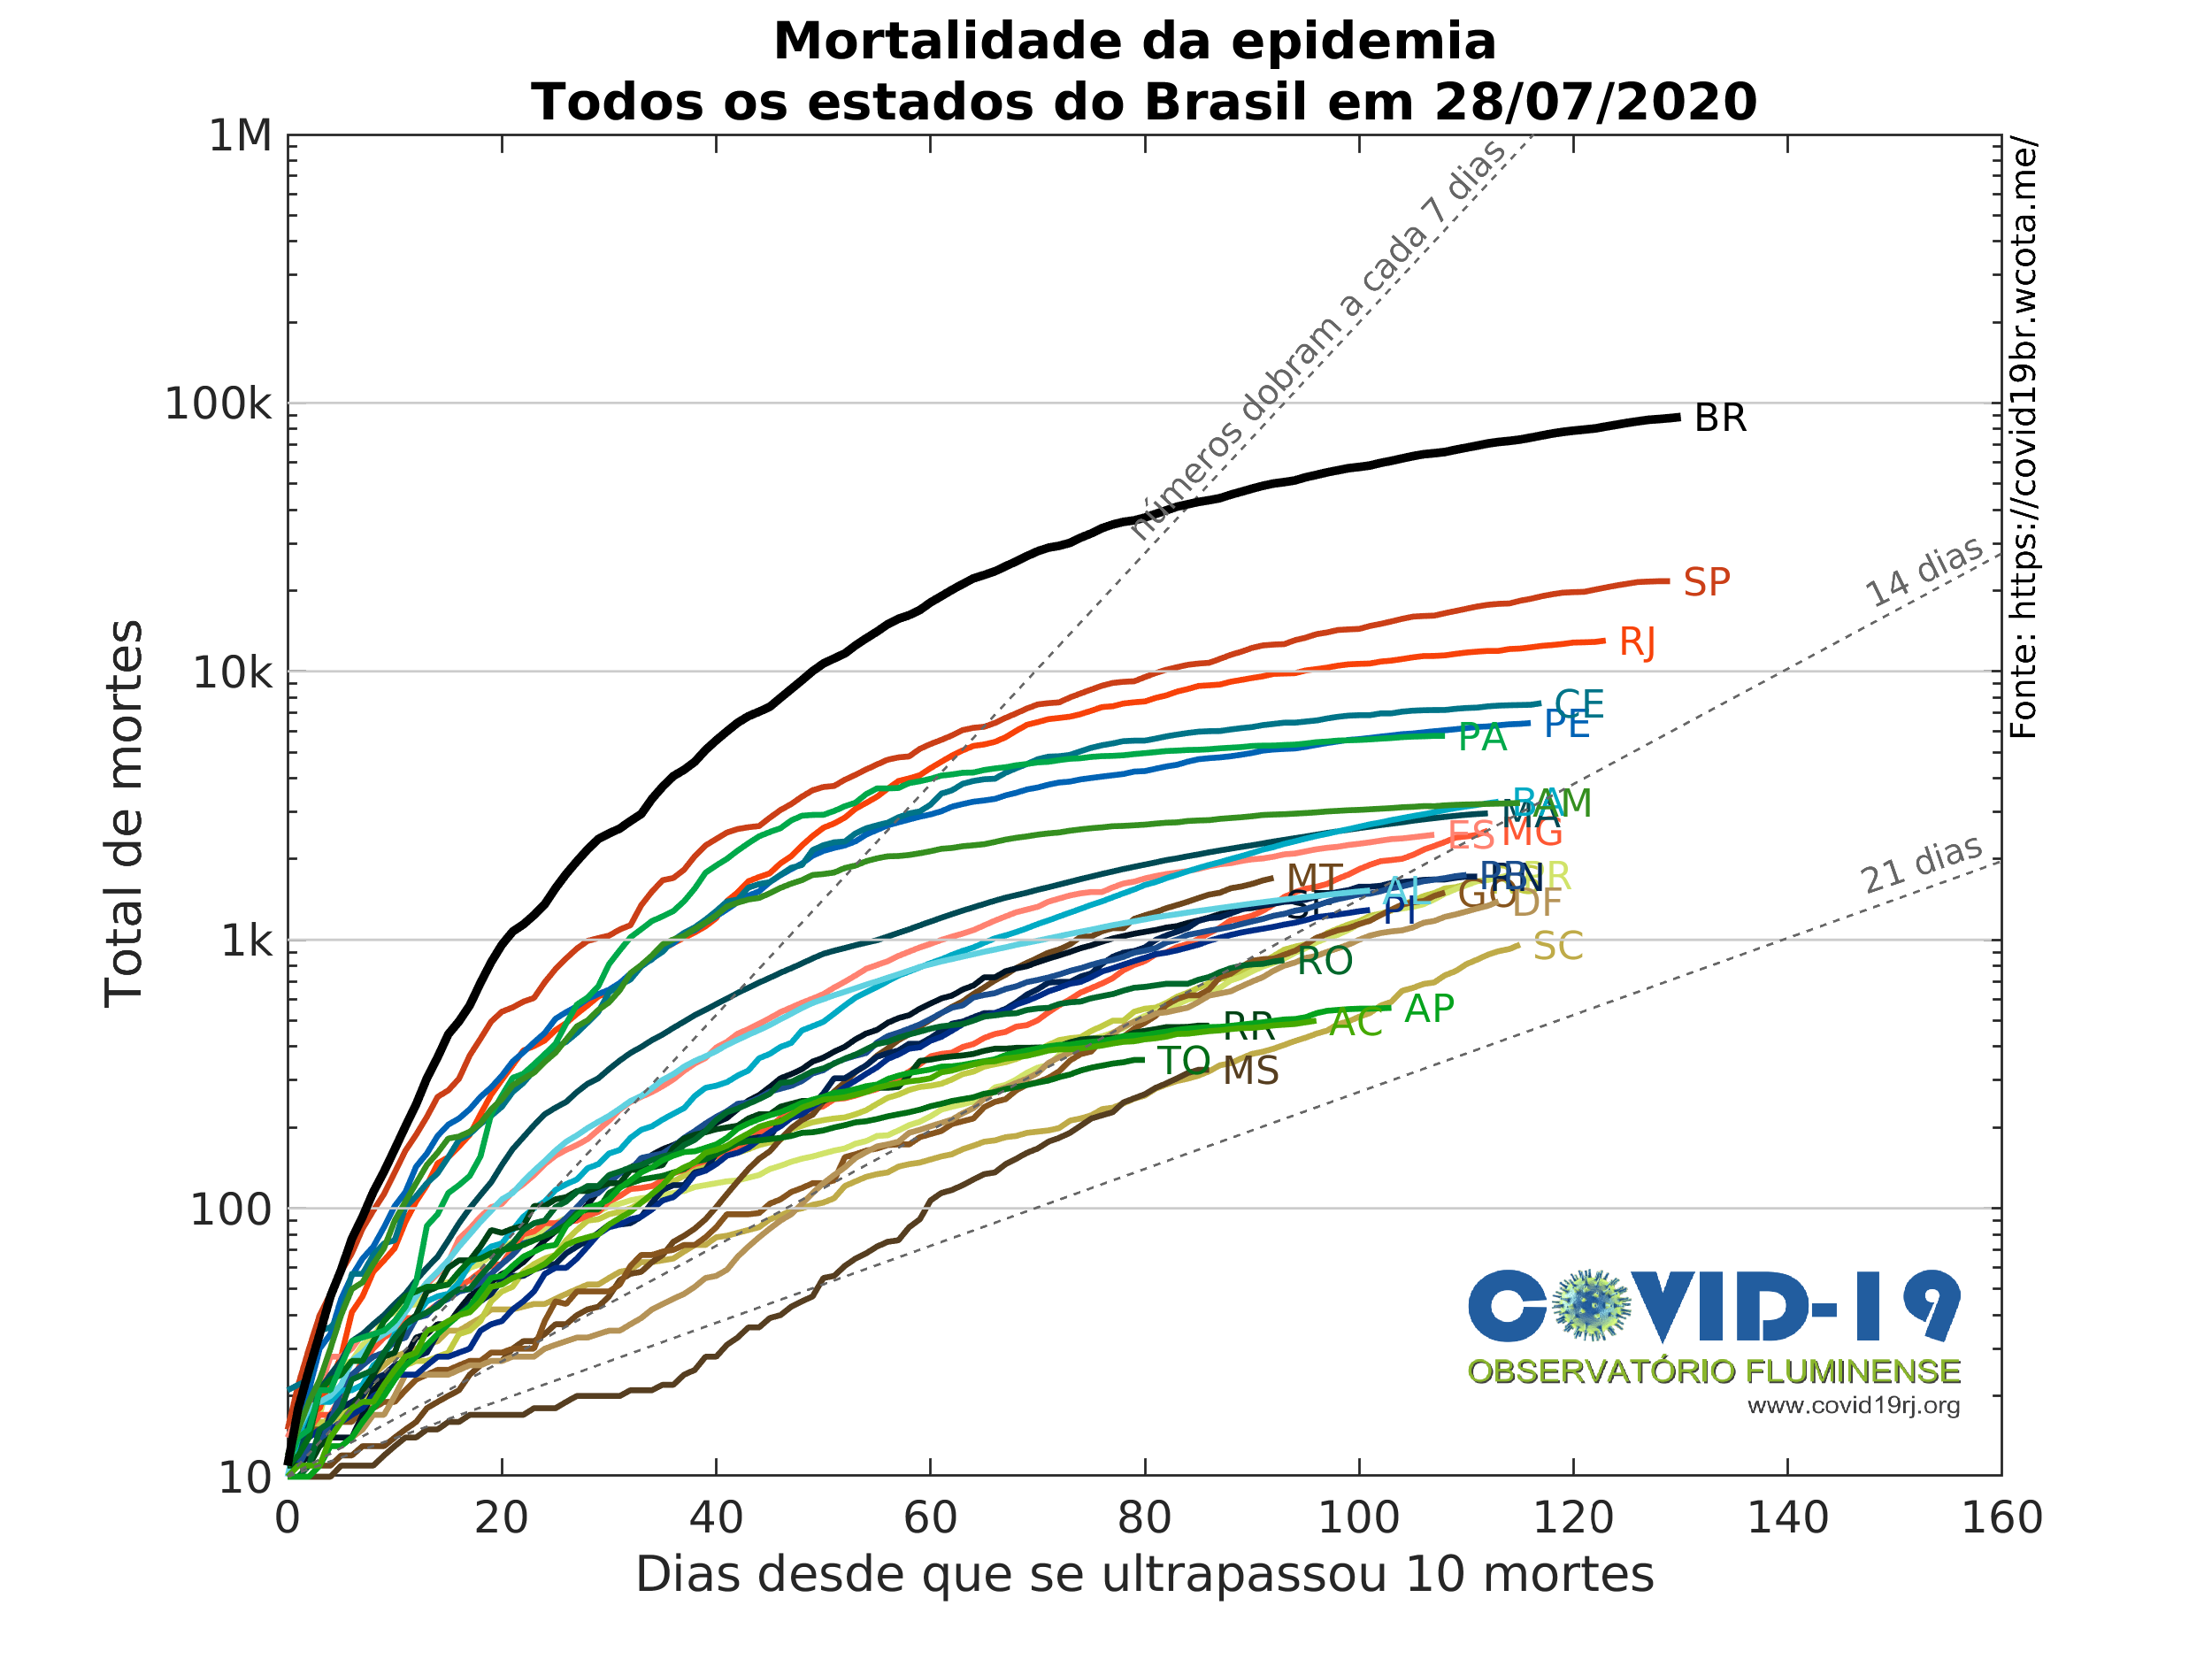 Mortalidade da epidemia
Todos os estados do Brasil em 28/07/2020
1M
100k
10k
1k
100
10
Total de mortes
0 20 40 60 80 100 120 140 160
Dias desde que se ultrapassou 10 mortes
números dobram a cada 7 dias
14 dias
21 dias
BR
SP
RJ
CE
PE
PA
BA
AM
MA
ES
MG
MT
PB
RN
AL
GO
DF
PI
SC
RO
AP
RR
AC
TO
MS
Fonte: https://covid19br.wcota.me/
COVID-19
OBSERVATÓRIO FLUMINENSE
www.covid19rj.org